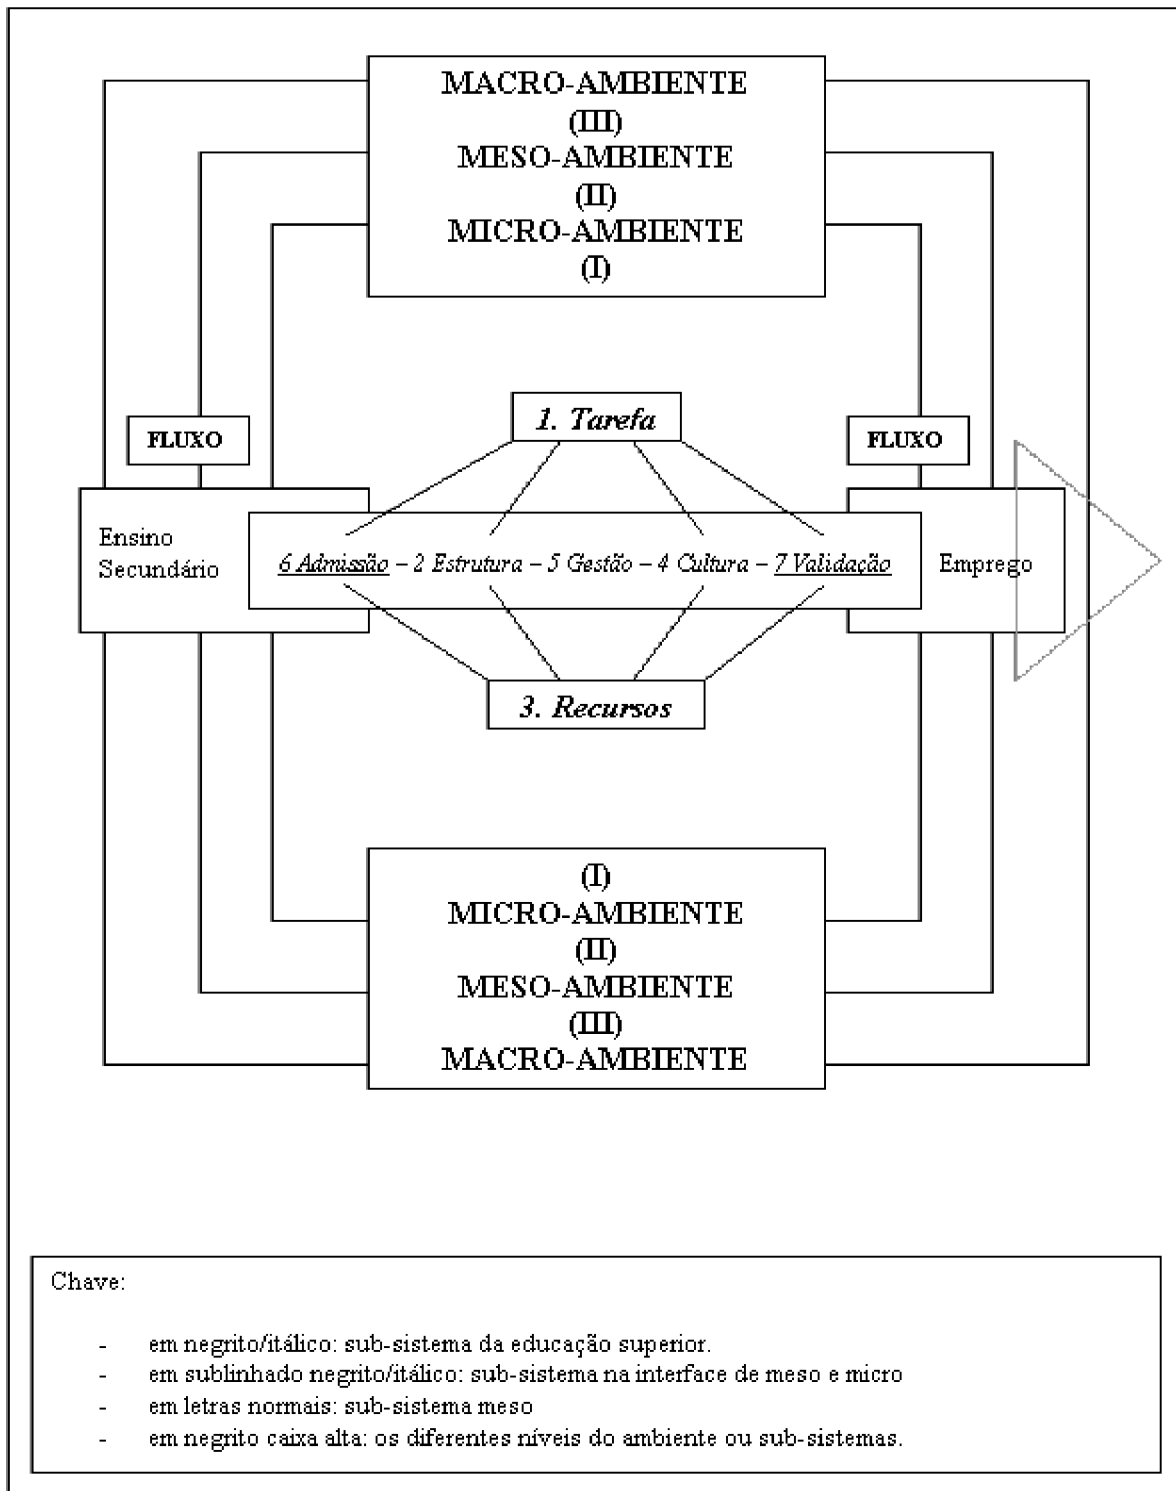 MACRO-AMBIENTE
(III)
MESO-AMBIENTE
(II)
MICRO-AMBIENTE
(I)
1. Tarefa
FLUXO
FLUXO
Ensino
Secundário
6 Admissão – 2 Estrutura – 5 Gestão – 4 Cultura – 7 Validação
Emprego
3. Recursos
(I)
MICRO-AMBIENTE
(II)
MESO-AMBIENTE
(III)
MACRO-AMBIENTE
Chave:
- em negrito/itálico: sub-sistema da educação superior.
- em sublinhado negrito/itálico: sub-sistema na interface de meso e micro
- em letras normais: sub-sistema meso
- em negrito caixa alta: os diferentes níveis do ambiente ou sub-sistemas.